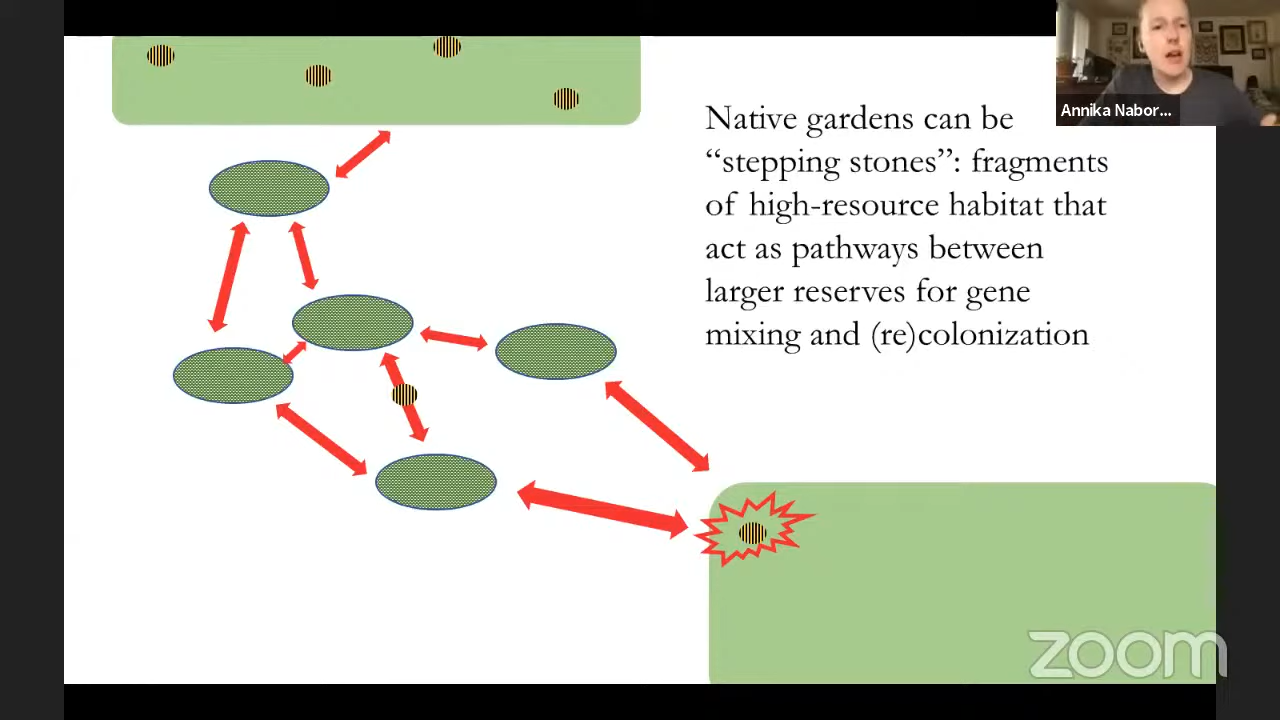 Annika Nabor...
Native gardens can be
“stepping stones”: fragments
of high-resource habitat that
act as pathways between
larger reserves for gene
mixing and (re)colonization
zoom